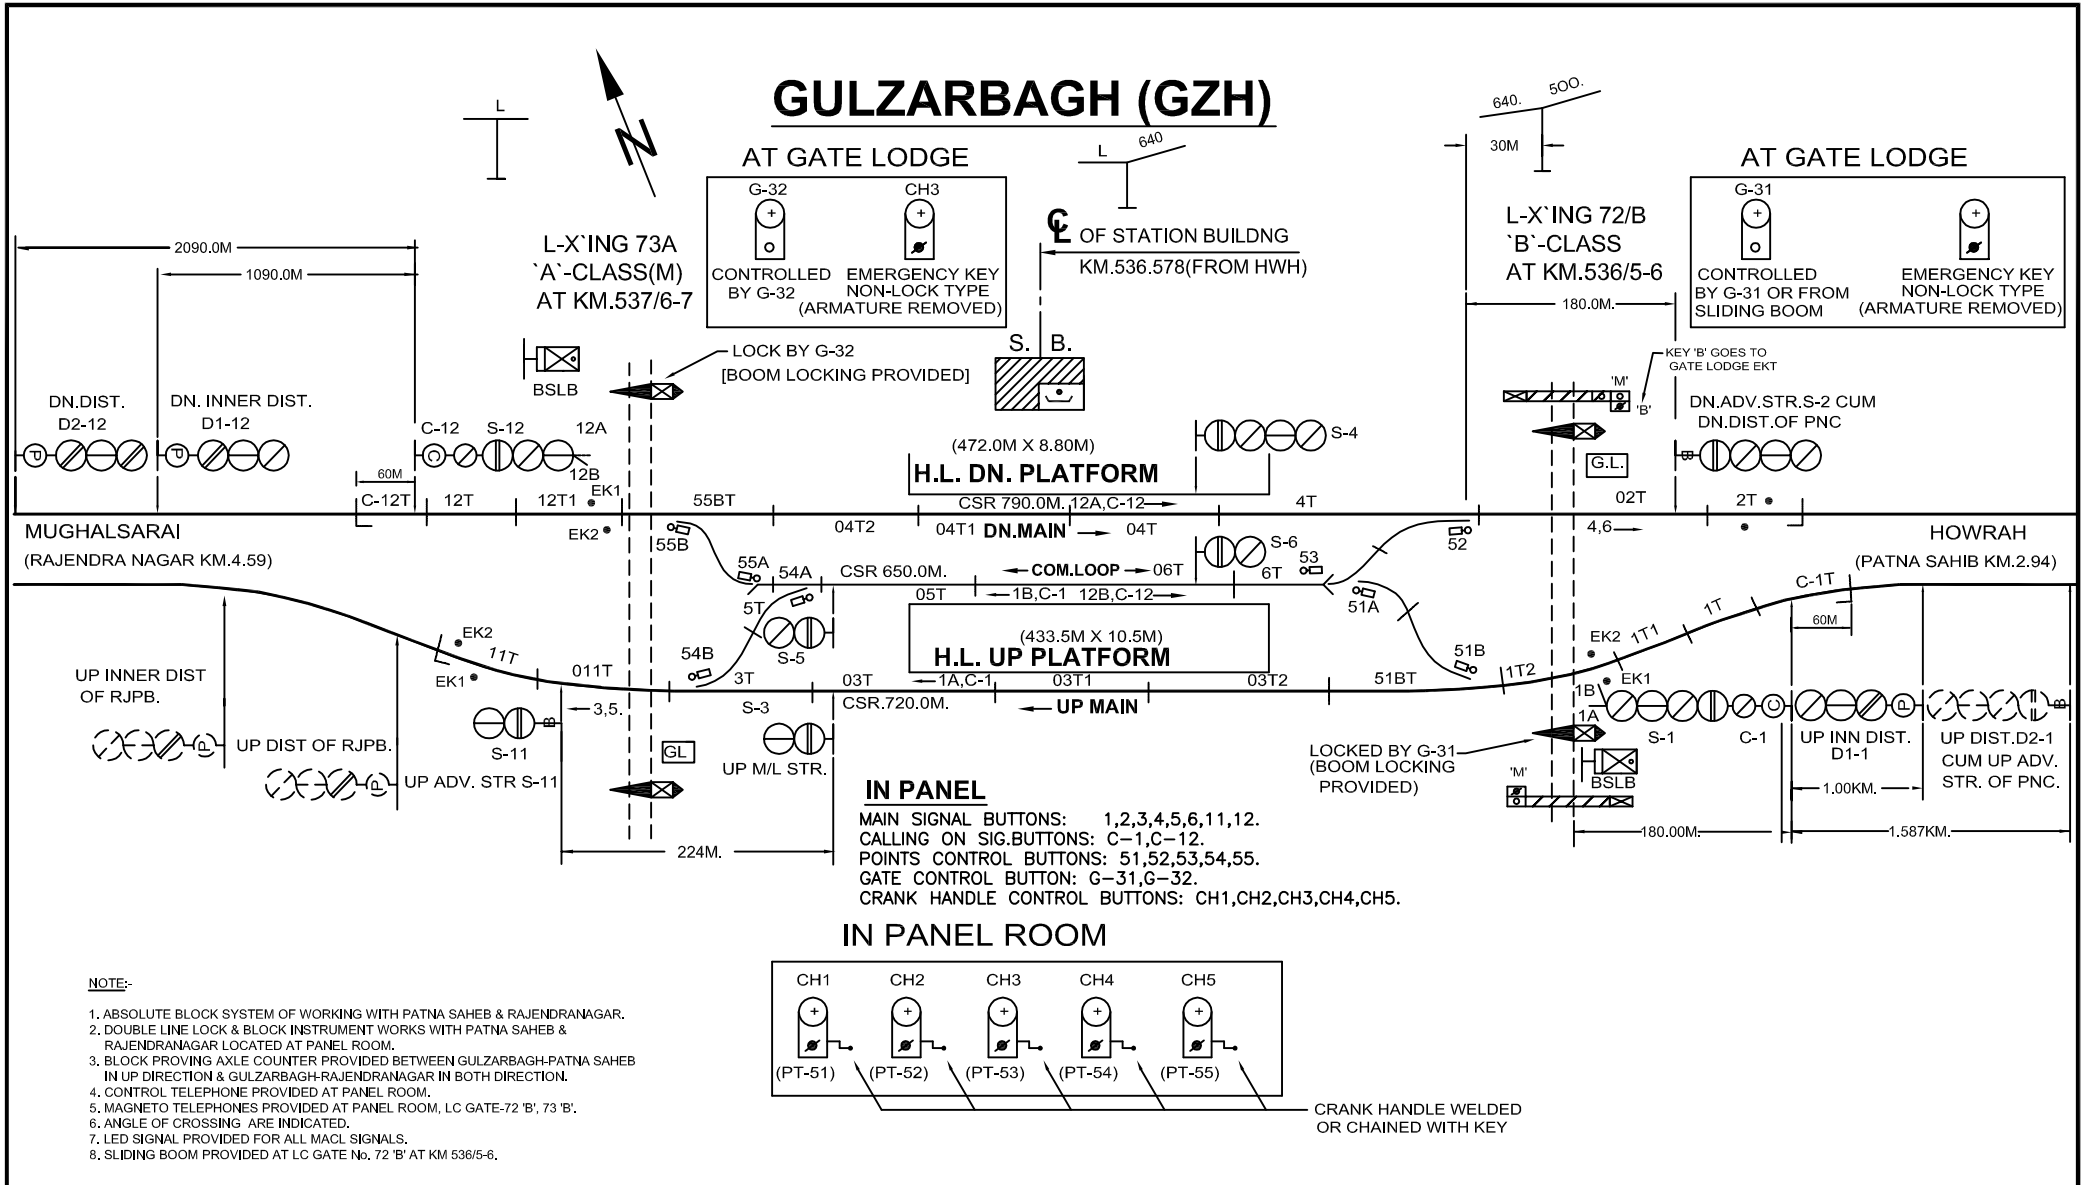 GULZARBAGH (GZH)
L
N
L 640
640. 500.
30M
AT GATE LODGE
G-32 CH3
CONTROLLED
BY G-32
EMERGENCY KEY
NON-LOCK TYPE
(ARMATURE REMOVED)
AT GATE LODGE
G-31
CONTROLLED
BY G-31 OR FROM
SLIDING BOOM
EMERGENCY KEY
NON-LOCK TYPE
(ARMATURE REMOVED)
L-X`ING 73A
`A`-CLASS(M)
AT KM.537/6-7
CL OF STATION BUILDNG
KM.536.578(FROM HWH)
L-X`ING 72/B
`B`-CLASS
AT KM.536/5-6
2090.0M
1090.0M
180.0M.
S. B.
LOCK BY G-32
[BOOM LOCKING PROVIDED]
BSLB
KEY 'B' GOES TO
GATE LODGE EKT
'M'
'B'
DN.DIST.
D2-12
DN. INNER DIST.
D1-12
C-12 S-12 12A
12B
P P C
60M
DN.ADV.STR.S-2 CUM
DN.DIST.OF PNC
B
G.L.
S-4
(472.0M X 8.80M)
H.L. DN. PLATFORM
CSR 790.0M. 12A,C-12
C-12T 12T 12T1 EK1 55BT 4T 02T 2T
EK2 55B 04T2 04T1 DN.MAIN 04T 52 4,6
MUGHALSARAI
(RAJENDRA NAGAR KM.4.59)
HOWRAH
(PATNA SAHIB KM.2.94)
S-6 53
55A 54A CSR 650.0M. COM.LOOP 06T 6T
5T 05T 1B,C-1 12B,C-12 51A
C-1T
1T
60M
S-5
(433.5M X 10.5M)
H.L. UP PLATFORM
EK2 11T EK1 011T 54B 3T 03T 1A,C-1 03T1 03T2 51BT 51B 1T2 1T1 EK2 EK1
CSR.720.0M. UP MAIN
UP INNER DIST
OF RJPB.
P
UP DIST OF RJPB.
P
UP ADV. STR S-11
S-11 B
3,5.
GL
S-3
UP M/L STR.
1B
1A
C P B
S-1 C-1
UP INN DIST.
D1-1
UP DIST.D2-1
CUM UP ADV.
STR. OF PNC.
LOCKED BY G-31
(BOOM LOCKING
PROVIDED)
'M'
BSLB
1.00KM.
180.00M.
1.587KM.
224M.
IN PANEL
MAIN SIGNAL BUTTONS: 1,2,3,4,5,6,11,12.
CALLING ON SIG.BUTTONS: C-1,C-12.
POINTS CONTROL BUTTONS: 51,52,53,54,55.
GATE CONTROL BUTTON: G-31,G-32.
CRANK HANDLE CONTROL BUTTONS: CH1,CH2,CH3,CH4,CH5.
IN PANEL ROOM
CH1 CH2 CH3 CH4 CH5
(PT-51) (PT-52) (PT-53) (PT-54) (PT-55)
CRANK HANDLE WELDED
OR CHAINED WITH KEY
NOTE:-
1. ABSOLUTE BLOCK SYSTEM OF WORKING WITH PATNA SAHEB & RAJENDRANAGAR.
2. DOUBLE LINE LOCK & BLOCK INSTRUMENT WORKS WITH PATNA SAHEB &
RAJENDRANAGAR LOCATED AT PANEL ROOM.
3. BLOCK PROVING AXLE COUNTER PROVIDED BETWEEN GULZARBAGH-PATNA SAHEB
IN UP DIRECTION & GULZARBAGH-RAJENDRANAGAR IN BOTH DIRECTION.
4. CONTROL TELEPHONE PROVIDED AT PANEL ROOM.
5. MAGNETO TELEPHONES PROVIDED AT PANEL ROOM, LC GATE-72 'B', 73 'B'.
6. ANGLE OF CROSSING ARE INDICATED.
7. LED SIGNAL PROVIDED FOR ALL MACL SIGNALS.
8. SLIDING BOOM PROVIDED AT LC GATE No. 72 'B' AT KM 536/5-6.